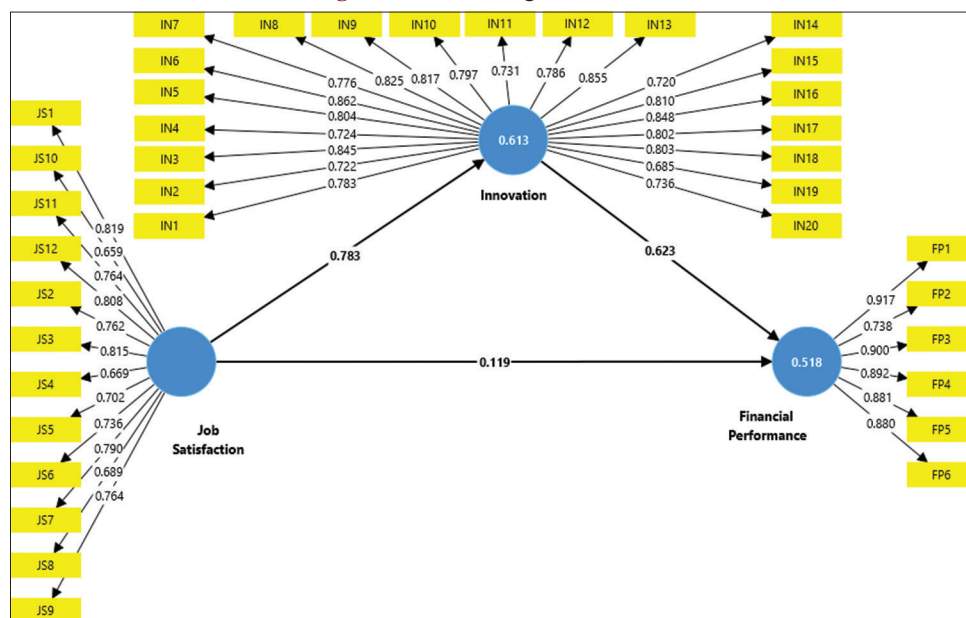 IN7
IN8
IN9
IN10
IN11
IN12
IN13
IN14
IN6
IN15
IN5
IN16
IN4
IN17
IN3
IN18
IN2
IN19
IN1
IN20
0.776
0.825
0.817
0.797
0.731
0.786
0.855
0.720
0.862
0.810
0.804
0.848
0.724
0.802
0.845
0.803
0.722
0.685
0.783
0.736
0.613
Innovation
JS1
JS10
JS11
JS12
JS2
JS3
JS4
JS5
JS6
JS7
JS8
JS9
0.819
0.659
0.764
0.808
0.762
0.815
0.669
0.702
0.736
0.790
0.689
0.764
Job
Satisfaction
0.783
0.623
0.119
0.518
Financial
Performance
0.917
0.738
0.900
0.892
0.881
0.880
FP1
FP2
FP3
FP4
FP5
FP6